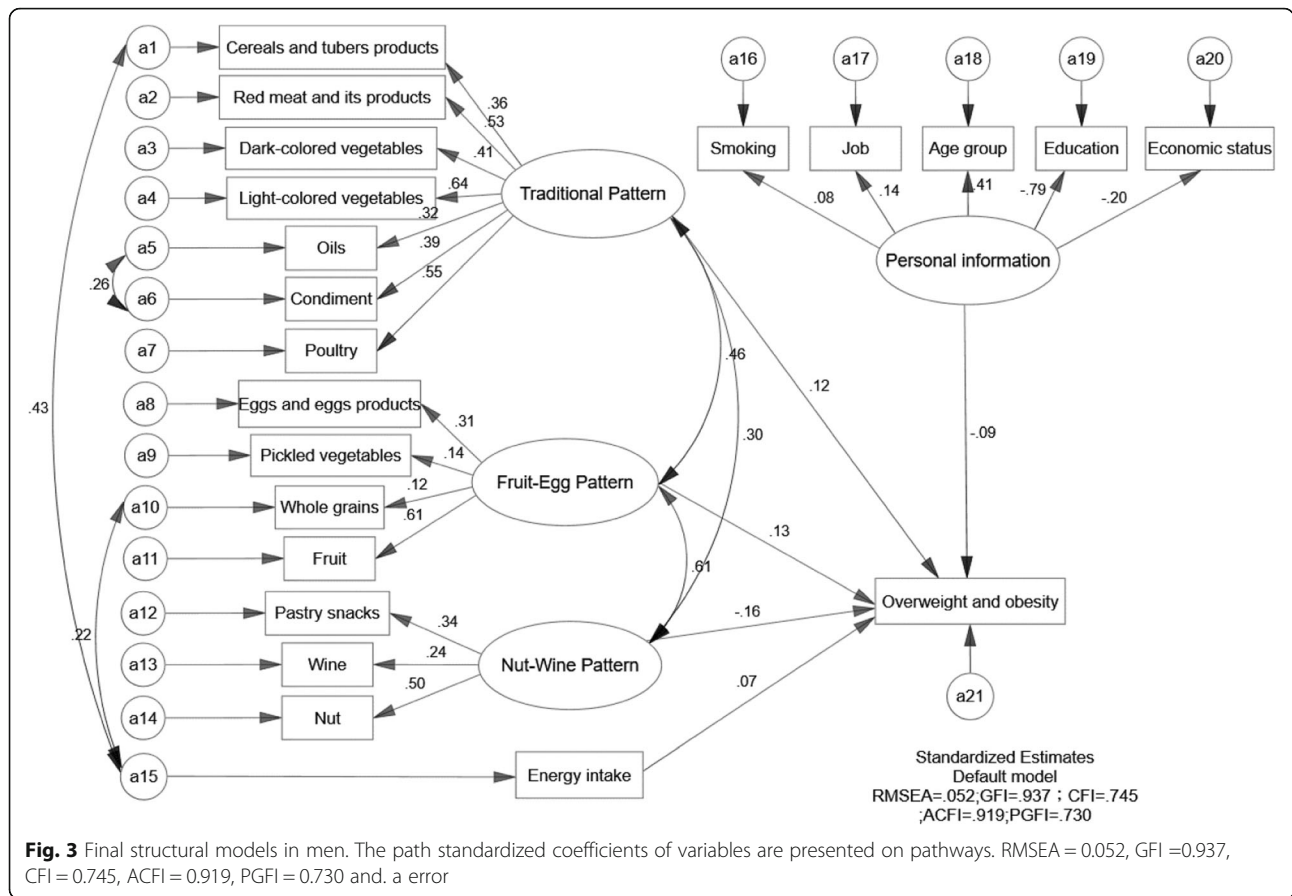 a1
Cereals and tubers products
a2
Red meat and its products
a3
Dark-colored vegetables
a4
Light-colored vegetables
a5
Oils
a6
Condiment
a7
Poultry
a8
Eggs and eggs products
a9
Pickled vegetables
a10
Whole grains
a11
Fruit
a12
Pastry snacks
a13
Wine
a14
Nut
a15
Energy intake
.43
.26
.22
.36
.53
.41
.64
.32
.39
.55
Traditional Pattern
.31
.14
.12
.61
Fruit-Egg Pattern
.34
.24
.50
Nut-Wine Pattern
.46
.30
.61
.12
.13
-.16
.07
-.09
a16
a17
a18
a19
a20
Smoking
Job
Age group
Education
Economic status
.08
.14
.41
-.79
-.20
Personal information
Overweight and obesity
a21
Standardized Estimates
Default model
RMSEA=.052;GFI=.937 ; CFI=.745
;ACFI=.919;PGFI=.730
Fig. 3 Final structural models in men. The path standardized coefficients of variables are presented on pathways. RMSEA = 0.052, GFI =0.937,
CFI = 0.745, ACFI = 0.919, PGFI = 0.730 and. a error